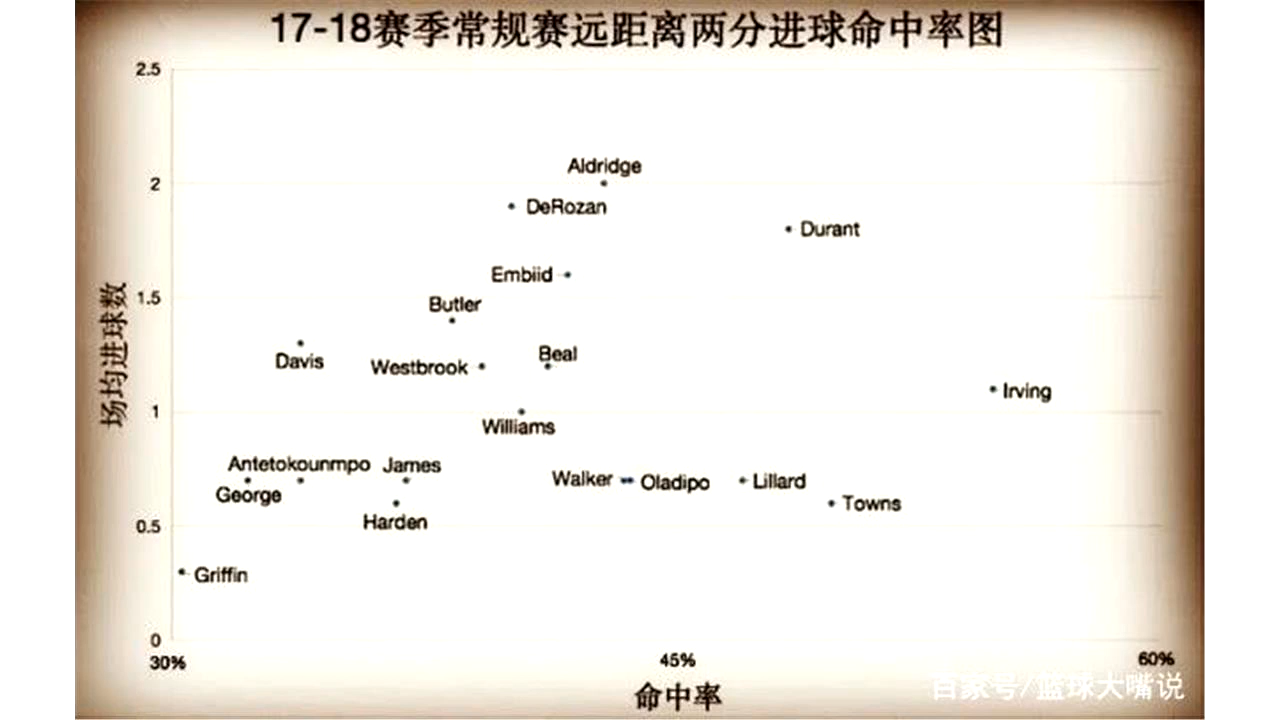 17-18赛季常规赛远距离两分进球命中率图
2.5
Aldridge
2
DeRozan
Durant
Embiid
1.5
Butler
Beal
Davis
Westbrook
Irving
1
Williams
Antetokounmpo
James
Walker
Oladipo
Lillard
George
Towns
Harden
0.5
Griffin
0
30%
45%
60%
场均进球数
命中率
百家号/篮球大嘴说